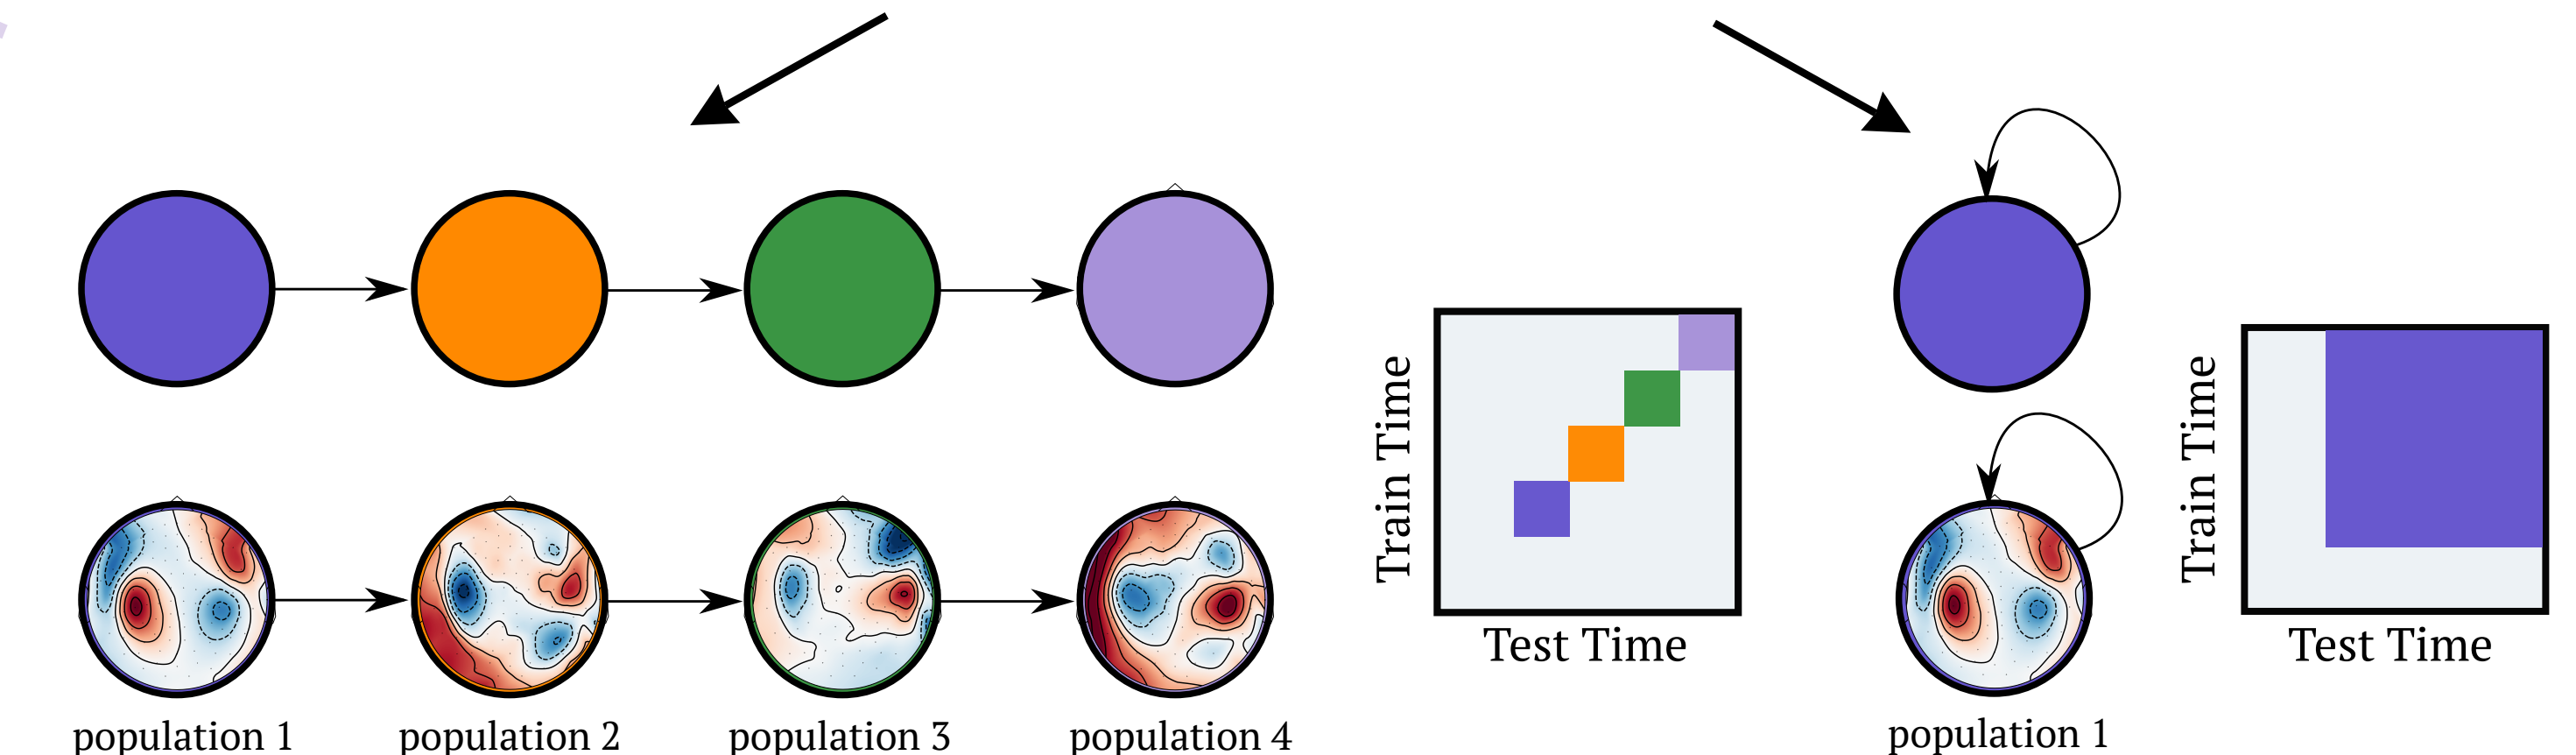 Train Time
Test Time
Train Time
Test Time
population 1
population 2
population 3
population 4
population 1